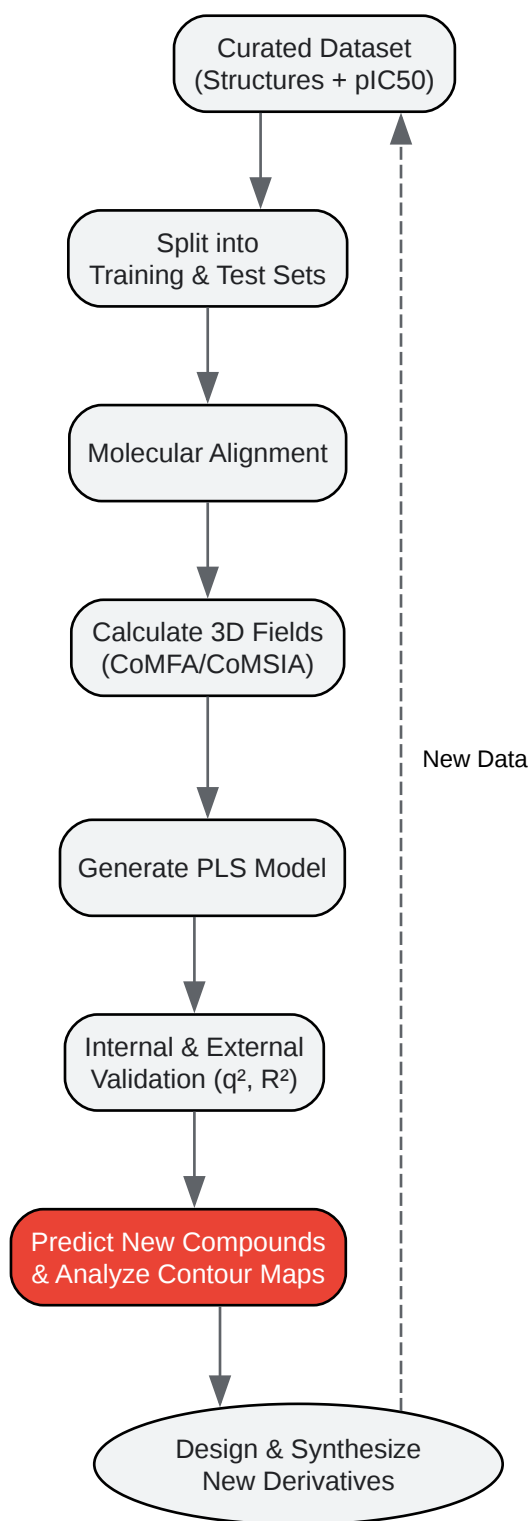 Curated Dataset
(Structures + pIC50)
Split into
Training & Test Sets
Molecular Alignment
Calculate 3D Fields
(CoMFA/CoMSIA)
New Data
Generate PLS Model
Internal & External
Validation (q², R²)
Predict New Compounds
& Analyze Contour Maps
Design & Synthesize
New Derivatives